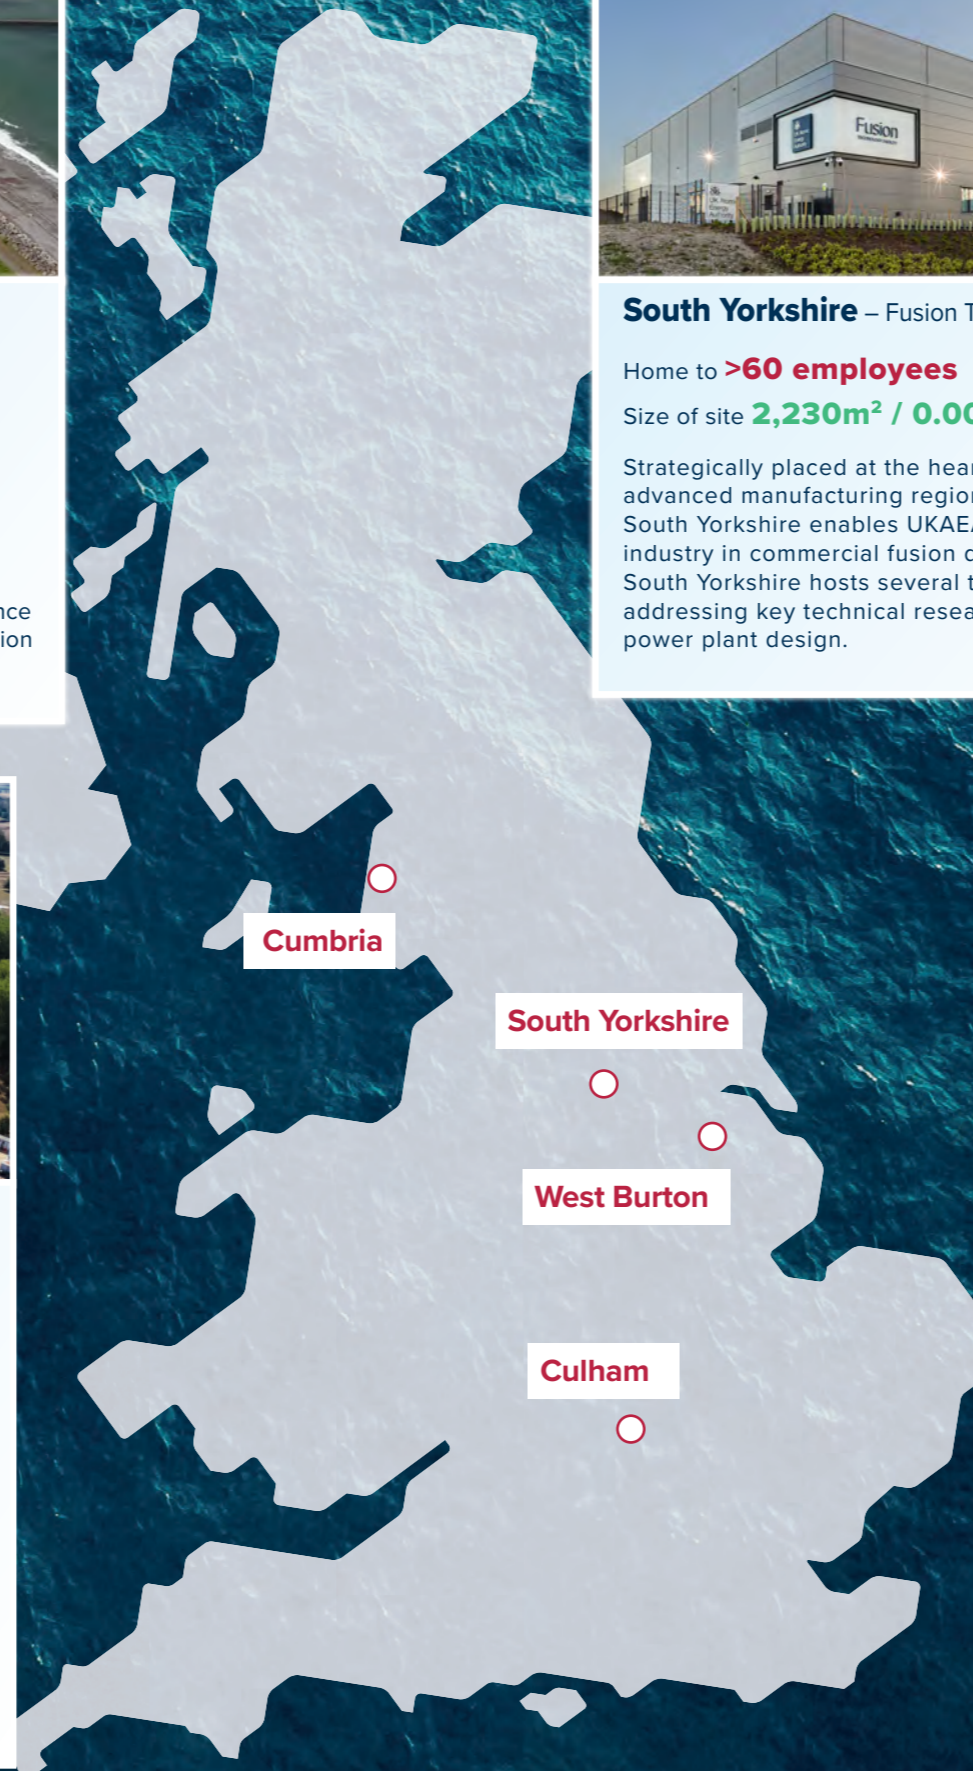 Fusion
South Yorkshire – Fusion T
Home to >60 employees
Size of site 2,230m² / 0.00
Strategically placed at the hear
advanced manufacturing region
South Yorkshire enables UKAEA
industry in commercial fusion d
South Yorkshire hosts several t
addressing key technical resea
power plant design.
nce
ion
Cumbria
South Yorkshire
West Burton
Culham